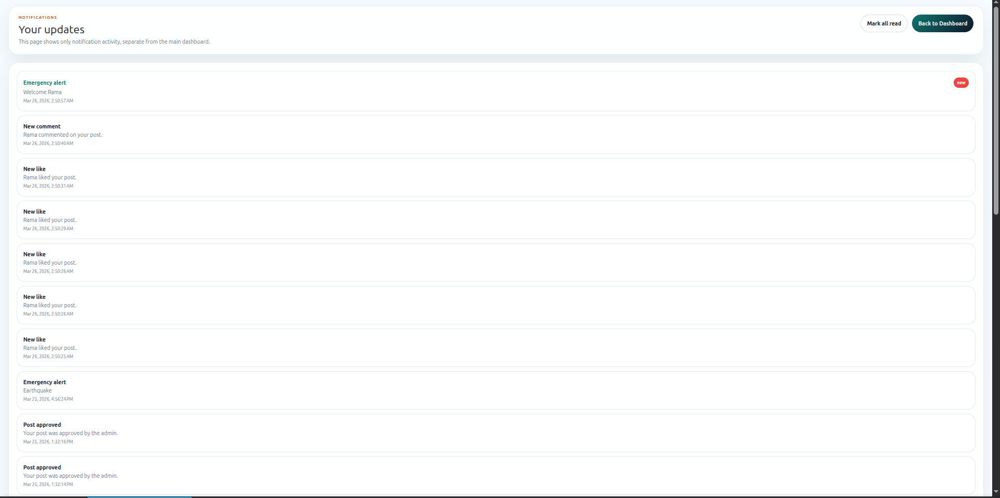 NOTIFICATIONS
Your updates
This page shows only notification activity, separate from the main dashboard.
Mark all read
Back to Dashboard
Emergency alert
new
Welcome Rama
Mar 26, 2026, 2:50:57 AM
New comment
Rama commented on your post.
Mar 26, 2026, 2:50:40 AM
New like
Rama liked your post.
Mar 26, 2026, 2:50:31 AM
New like
Rama liked your post.
Mar 26, 2026, 2:50:29 AM
New like
Rama liked your post.
Mar 26, 2026, 2:50:26 AM
New like
Rama liked your post.
Mar 26, 2026, 2:50:26 AM
New like
Rama liked your post.
Mar 26, 2026, 2:50:25 AM
Emergency alert
Earthquake
Mar 25, 2026, 4:56:24 PM
Post approved
Your post was approved by the admin.
Mar 25, 2026, 1:32:16 PM
Post approved
Your post was approved by the admin.
Mar 25, 2026, 1:32:14 PM